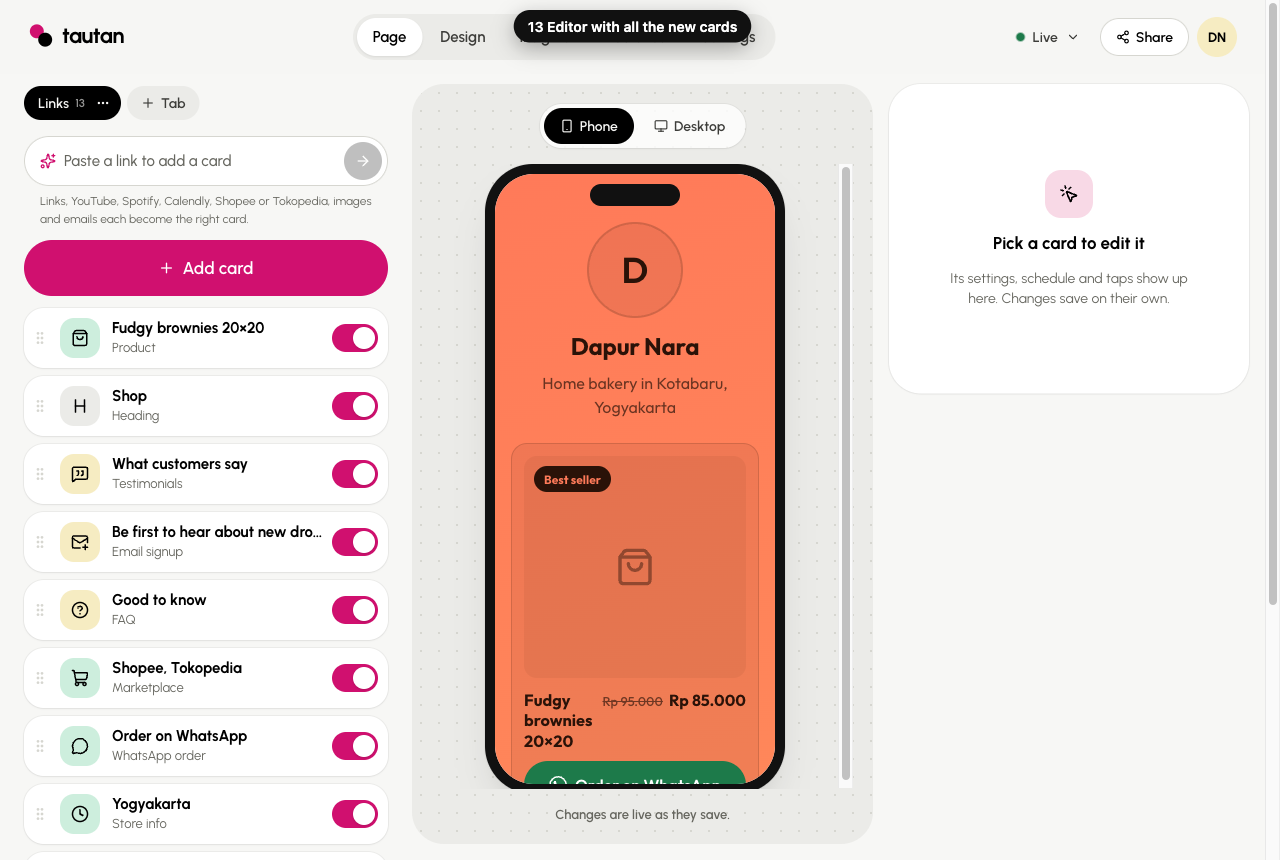 tautan
Page
Design
13 Editor with all the new cards
Live
Share
DN
Links 13
Tab
Paste a link to add a card
Links, YouTube, Spotify, Calendly, Shopee or Tokopedia, images
and emails each become the right card.
Add card
Fudgy brownies 20×20
Product
Shop
Heading
What customers say
Testimonials
Be first to hear about new dro...
Email signup
Good to know
FAQ
Shopee, Tokopedia
Marketplace
Order on WhatsApp
WhatsApp order
Yogyakarta
Store info
Phone
Desktop
D
Dapur Nara
Home bakery in Kotabaru,
Yogyakarta
Best seller
Fudgy Rp 95.000 Rp 85.000
brownies
20×20
Order on WhatsApp
Changes are live as they save.
Pick a card to edit it
Its settings, schedule and taps show up
here. Changes save on their own.